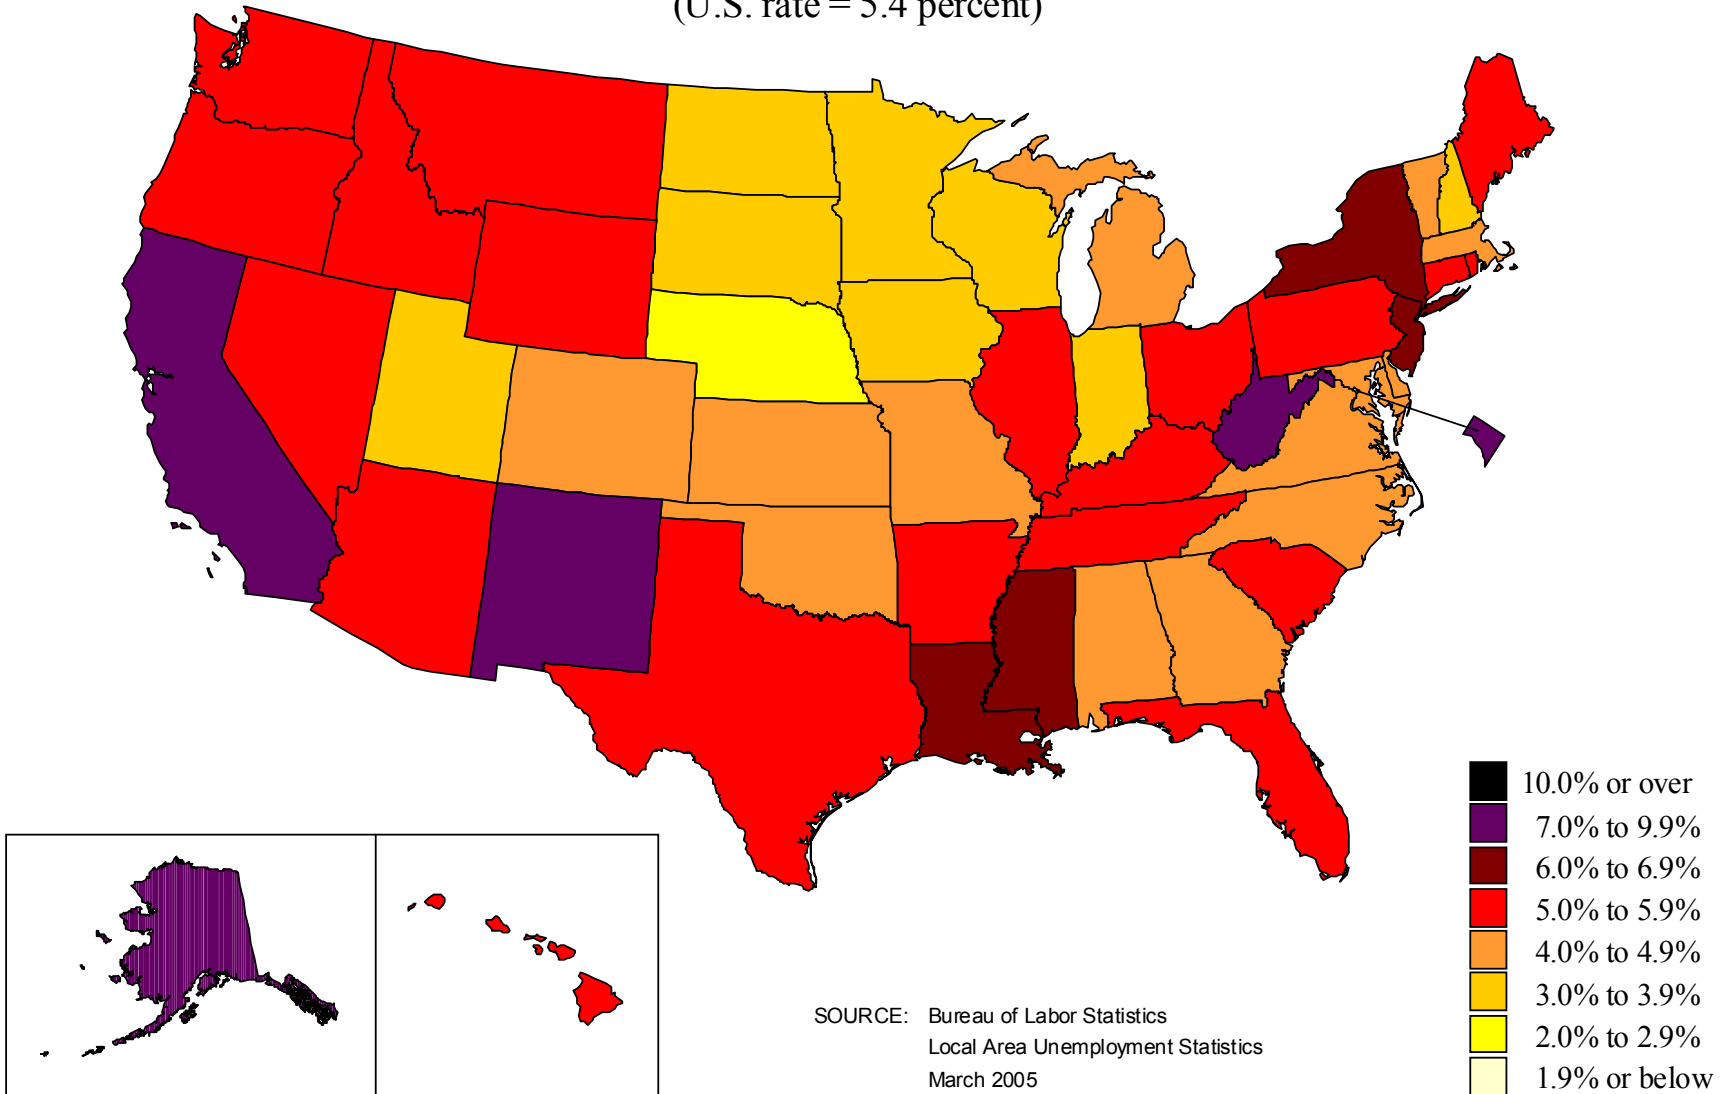 (U.S. rate = 5.4 percent)
10.0% or over
7.0% to 9.9%
6.0% to 6.9%
5.0% to 5.9%
4.0% to 4.9%
3.0% to 3.9%
2.0% to 2.9%
1.9% or below
SOURCE: Bureau of Labor Statistics
Local Area Unemployment Statistics
March 2005